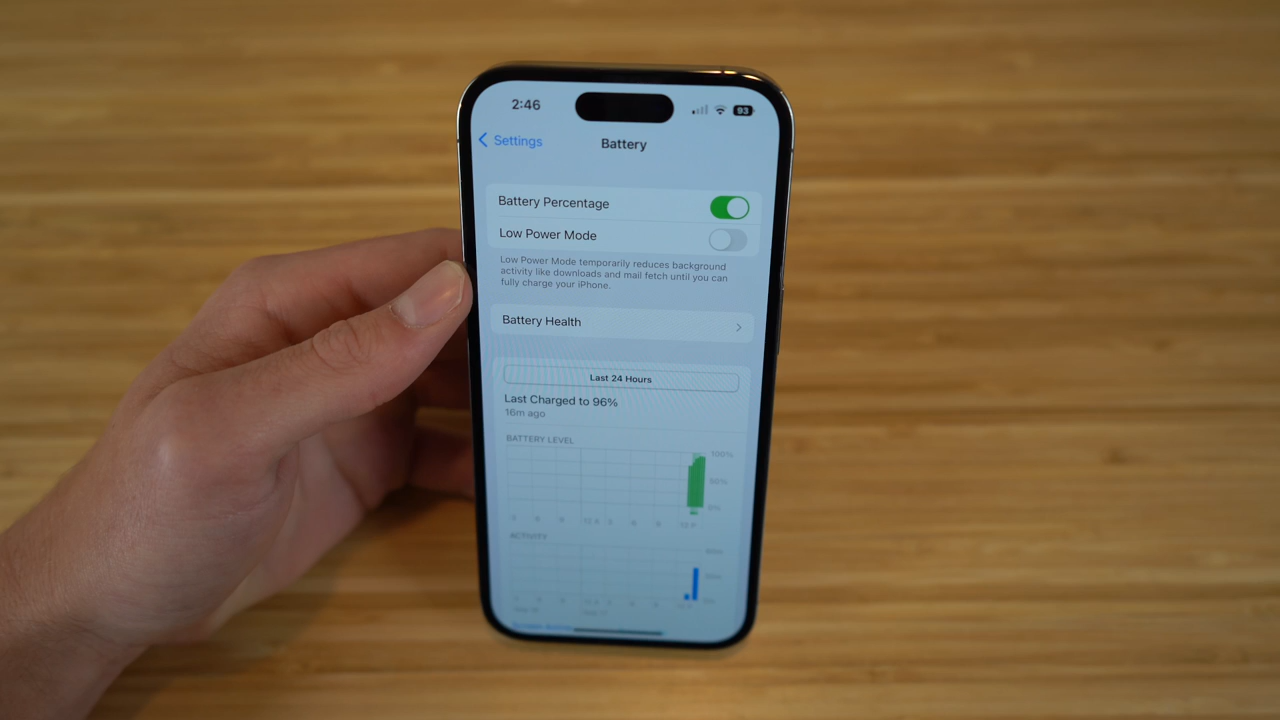 2:46
93
Settings
Battery
Battery Percentage
Low Power Mode
Low Power Mode temporarily reduces background
activity like downloads and mail fetch until you can
fully charge your iPhone.
Battery Health
Last 24 Hours
Last Charged to 96%
16m ago
BATTERY LEVEL
100%
50%
0%
12 A
12 P
ACTIVITY